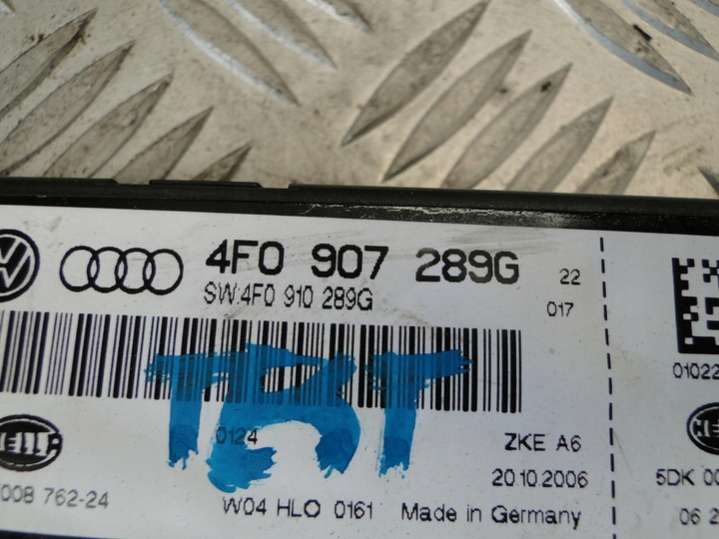 4F0 907 289G 22
SW:4F0 910 289G 017
01022
TBT
0124
ZKE A6
20.10.2006
5DK 00
008 762-24
W04 HLO 0161 Made in Germany
06 2